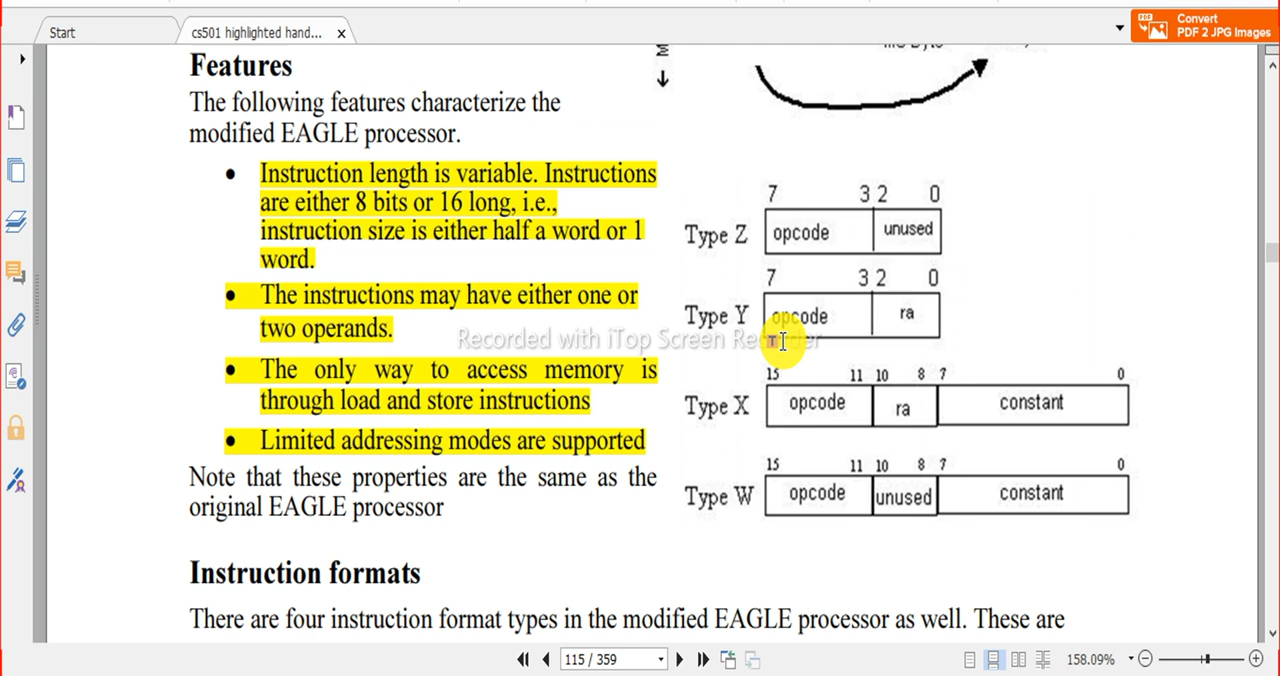 Start
cs501 highlighted hand... x
Convert
PDF 2 JPG Images
Features
The following features characterize the
modified EAGLE processor.
• Instruction length is variable. Instructions
are either 8 bits or 16 long, i.e.,
instruction size is either half a word or 1
word.
• The instructions may have either one or
two operands.
• The only way to access memory is
through load and store instructions
• Limited addressing modes are supported
Note that these properties are the same as the
original EAGLE processor
7 3 2 0
Type Z opcode unused
7 3 2 0
Type Y opcode ra
Recorded with iTop Screen Recorder
15 11 10 8 7 0
Type X opcode ra constant
15 11 10 8 7 0
Type W opcode unused constant
Instruction formats
There are four instruction format types in the modified EAGLE processor as well. These are
115 / 359
158.09%